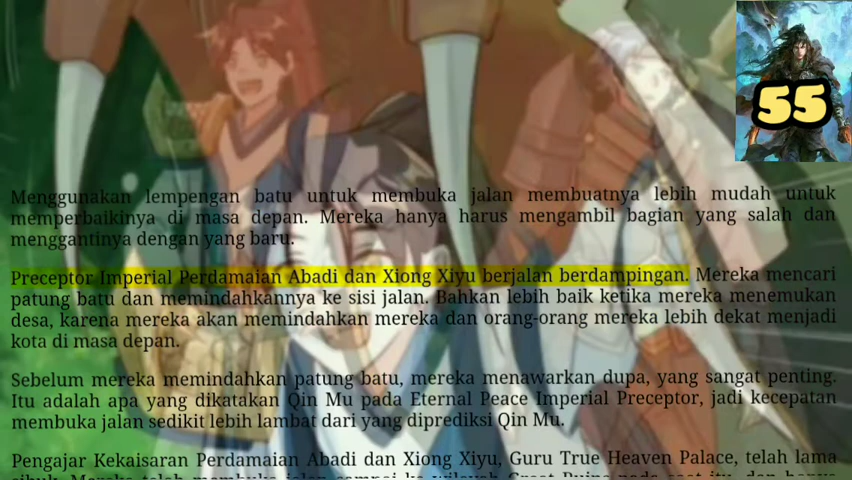 55
Menggunakan lempengan batu untuk membuka jalan membuatnya lebih mudah untuk
memperbaikinya di masa depan. Mereka hanya harus mengambil bagian yang salah dan
menggantinya dengan yang baru.
Preceptor Imperial Perdamaian Abadi dan Xiong Xiyu berjalan berdampingan. Mereka mencari
patung batu dan memindahkannya ke sisi jalan. Bahkan lebih baik ketika mereka menemukan
desa, karena mereka akan memindahkan mereka dan orang-orang mereka lebih dekat menjadi
kota di masa depan.
Sebelum mereka memindahkan patung batu, mereka menawarkan dupa, yang sangat penting.
Itu adalah apa yang dikatakan Qin Mu pada Eternal Peace Imperial Preceptor, jadi kecepatan
membuka jalan sedikit lebih lambat dari yang diprediksi Qin Mu.
Pengajar Kekaisaran Perdamaian Abadi dan Xiong Xiyu, Guru True Heaven Palace, telah lama